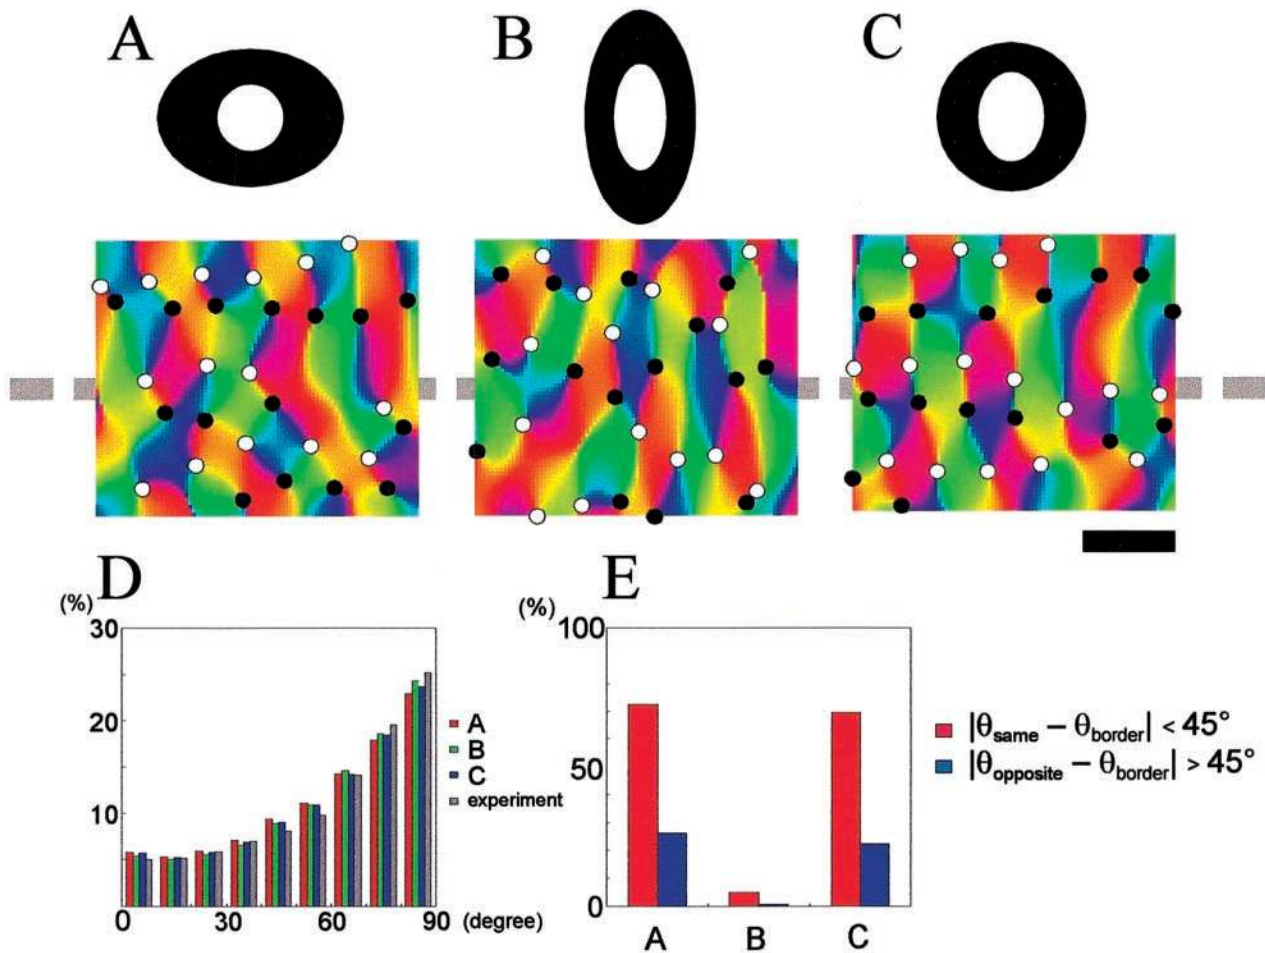 A
B
C
D
(%)
30
20
10
0
30
60
90
(degree)
A
B
C
experiment
E
(%)
100
50
0
A
B
C
|θsame − θborder| < 45°
|θopposite − θborder| > 45°